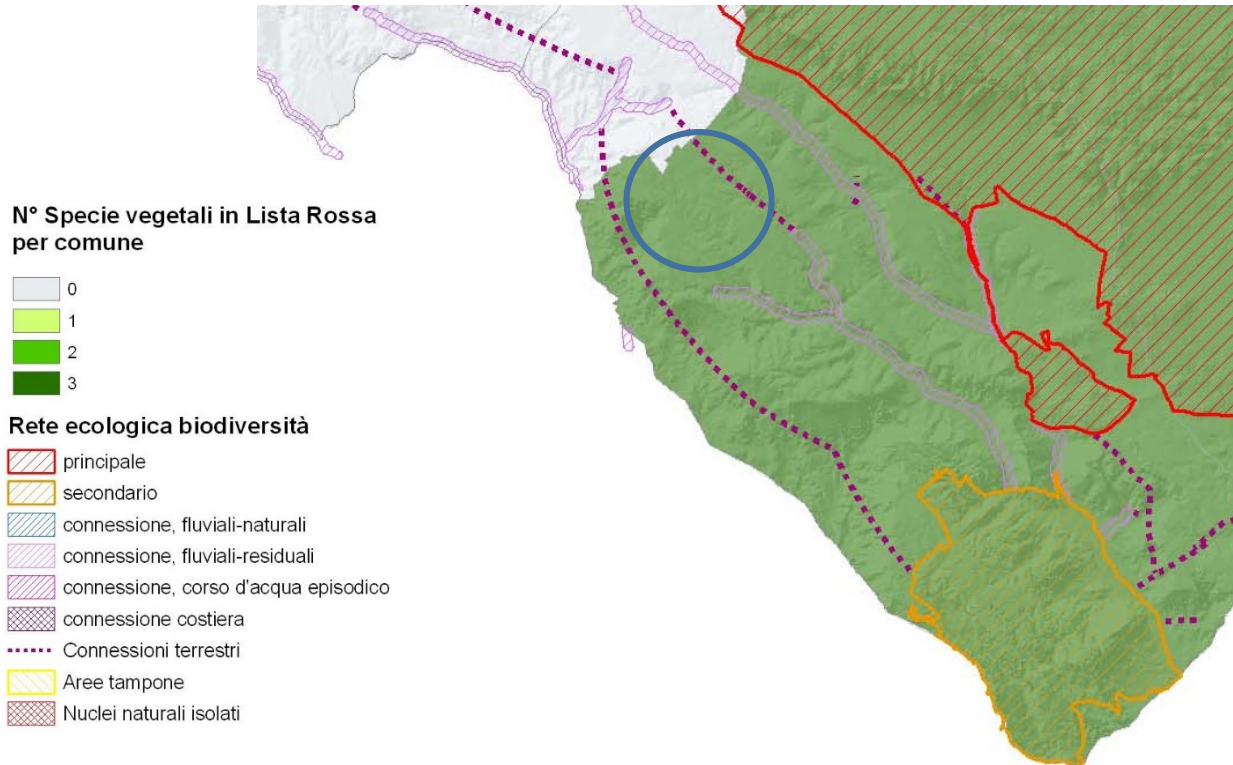 N° Specie vegetali in Lista Rossa
per comune
0
1
2
3
Rete ecologica biodiversità
principale
secondario
connessione, fluviali-naturali
connessione, fluviali-residuali
connessione, corso d'acqua episodico
connessione costiera
Connessioni terrestri
Aree tampone
Nuclei naturali isolati